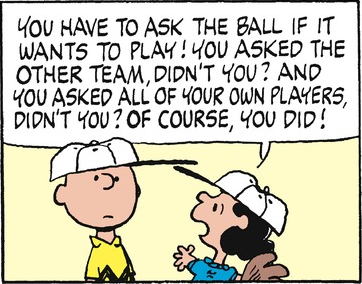 YOU HAVE TO ASK THE BALL IF IT
WANTS TO PLAY! YOU ASKED THE
OTHER TEAM, DIDN'T YOU? AND
YOU ASKED ALL OF YOUR OWN PLAYERS,
DIDN'T YOU? OF COURSE, YOU DID!